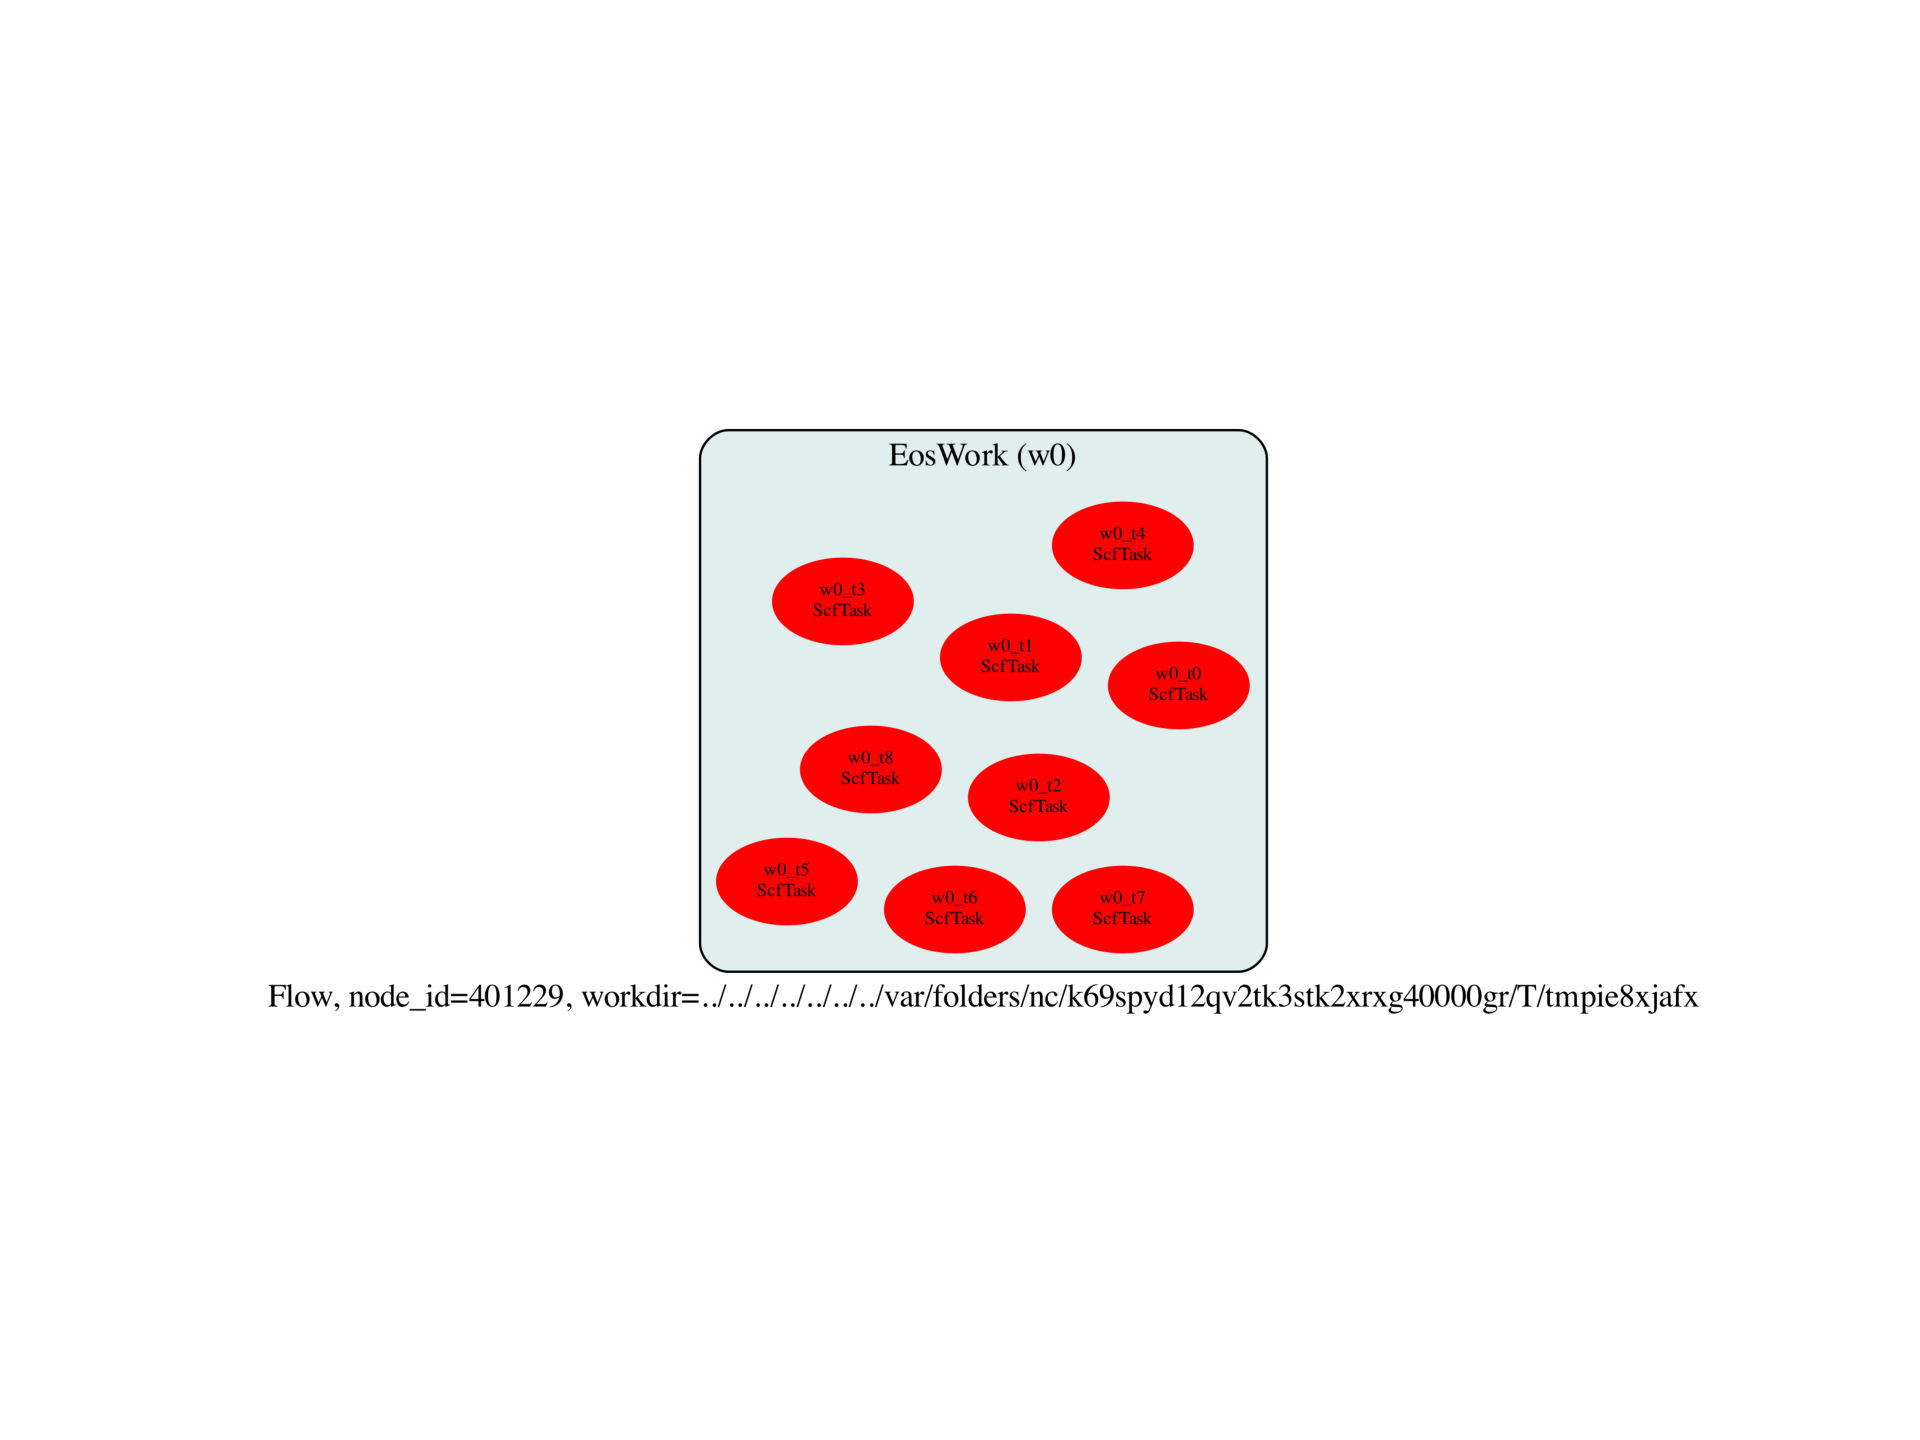 EosWork (w0)
w0_t4
ScfTask
w0_t3
ScfTask
w0_t1
ScfTask
w0_t0
ScfTask
w0_t8
ScfTask
w0_t2
ScfTask
w0_t5
ScfTask
w0_t6
ScfTask
w0_t7
ScfTask
Flow, node_id=401229, workdir=../../../../../../../var/folders/nc/k69spyd12qv2tk3stk2xrxg40000gr/T/tmpie8xjafx